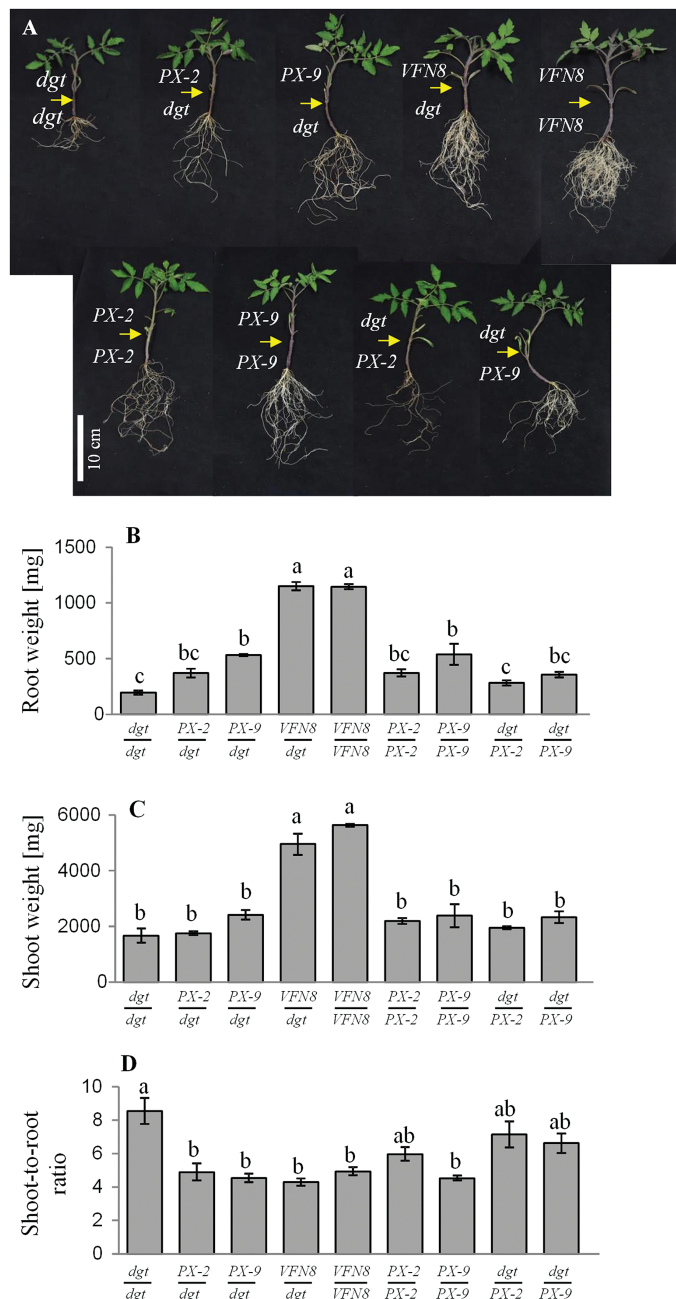 A
dgt
dgt
PX-2
dgt
PX-9
dgt
VFN8
dgt
VFN8
VFN8
PX-2
PX-2
PX-9
PX-9
dgt
PX-2
dgt
PX-9
10 cm
B
Root weight [mg]
1500
1000
500
0
c bc b a a bc b c bc
dgt PX-2 PX-9 VFN8 VFN8 PX-2 PX-9 dgt dgt
dgt dgt dgt dgt VFN8 PX-2 PX-9 PX-2 PX-9
C
Shoot weight [mg]
6000
4000
2000
0
b b b a a b b b b
dgt PX-2 PX-9 VFN8 VFN8 PX-2 PX-9 dgt dgt
dgt dgt dgt dgt VFN8 PX-2 PX-9 PX-2 PX-9
D
Shoot-to-root
ratio
10
8
6
4
2
0
a b b b b ab b ab ab
dgt PX-2 PX-9 VFN8 VFN8 PX-2 PX-9 dgt dgt
dgt dgt dgt dgt VFN8 PX-2 PX-9 PX-2 PX-9